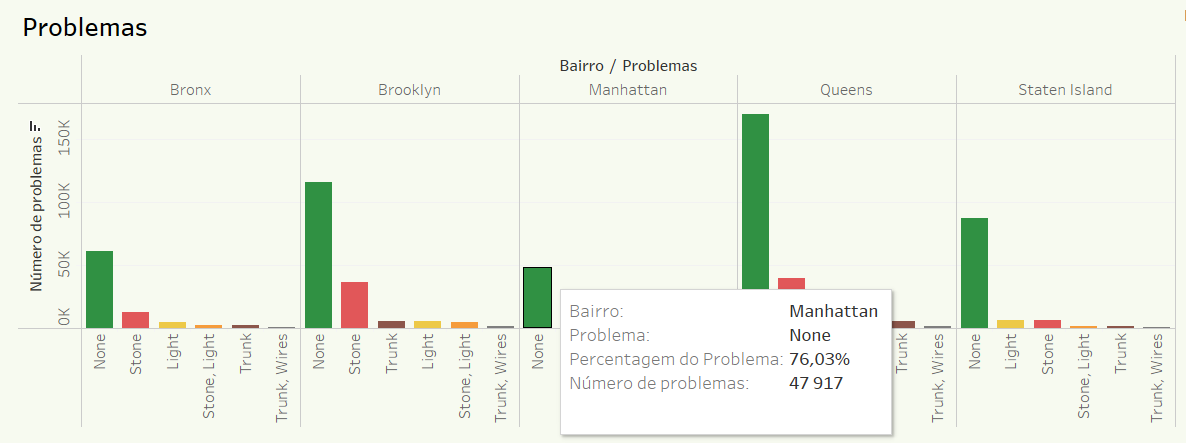 Problemas
Bairro / Problemas
Bronx
Brooklyn
Manhattan
Queens
Staten Island
Número de problemas
150K
100K
50K
0K
None
Stone
Light
Stone, Light
Trunk
Trunk, Wires
None
Stone
Trunk
Light
Stone, Light
Trunk, Wires
None
Bairro: Manhattan
Problema: None
Percentagem do Problema: 76,03%
Número de problemas: 47 917
Trunk
Trunk, Wires
None
Light
Stone
Stone, Light
Trunk
Trunk, Wires